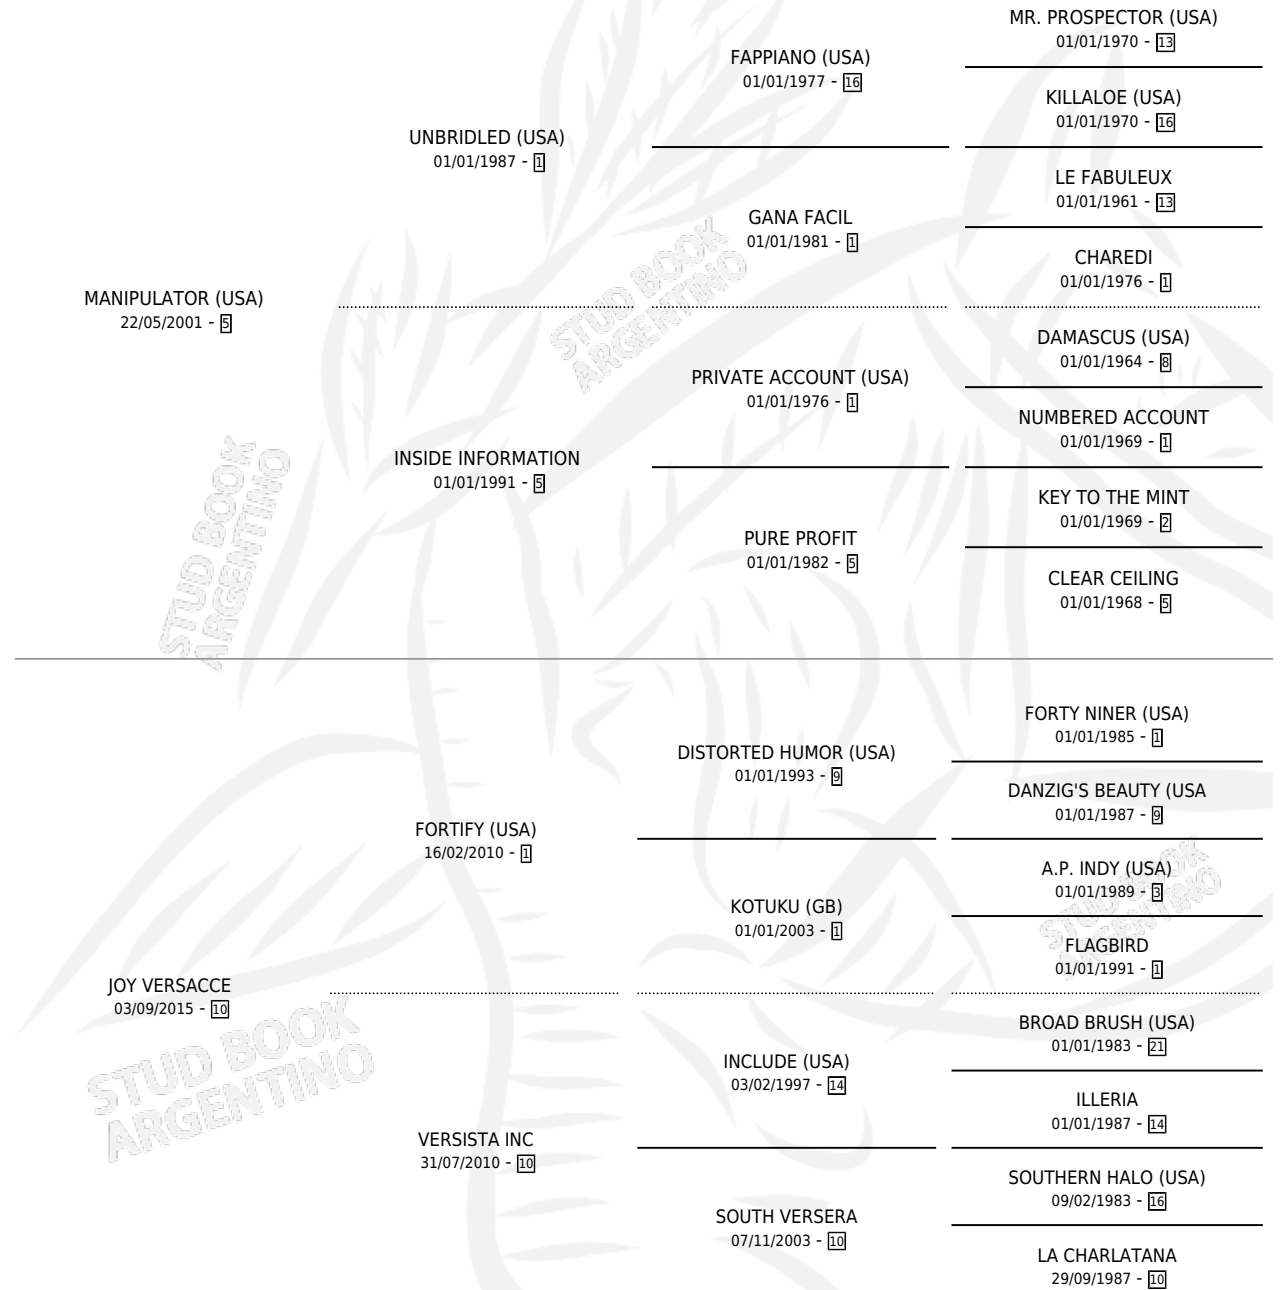 MR. PROSPECTOR (USA)
01/01/1970 - 13
FAPPIANO (USA)
01/01/1977 - 16
KILLALOE (USA)
01/01/1970 - 16
UNBRIDLED (USA)
01/01/1987 - 1
LE FABULEUX
01/01/1961 - 13
GANA FACIL
01/01/1981 - 1
CHAREDI
01/01/1976 - 1
MANIPULATOR (USA)
22/05/2001 - 5
DAMASCUS (USA)
01/01/1964 - 8
PRIVATE ACCOUNT (USA)
01/01/1976 - 1
NUMBERED ACCOUNT
01/01/1969 - 1
INSIDE INFORMATION
01/01/1991 - 5
KEY TO THE MINT
01/01/1969 - 2
PURE PROFIT
01/01/1982 - 5
CLEAR CEILING
01/01/1968 - 5
FORTY NINER (USA)
01/01/1985 - 1
DISTORTED HUMOR (USA)
01/01/1993 - 9
DANZIG'S BEAUTY (USA
01/01/1987 - 9
FORTIFY (USA)
16/02/2010 - 1
A.P. INDY (USA)
01/01/1989 - 3
KOTUKU (GB)
01/01/2003 - 1
FLAGBIRD
01/01/1991 - 1
JOY VERSACCE
03/09/2015 - 10
BROAD BRUSH (USA)
01/01/1983 - 21
INCLUDE (USA)
03/02/1997 - 14
ILLERIA
01/01/1987 - 14
VERSISTA INC
31/07/2010 - 10
SOUTHERN HALO (USA)
09/02/1983 - 16
SOUTH VERSERA
07/11/2003 - 10
LA CHARLATANA
29/09/1987 - 10
STUD BOOK
ARGENTINO
STUD BOOK
ARGENTINO
STUD BOOK
ARGENTINO
STUD BOOK
ARGENTINO